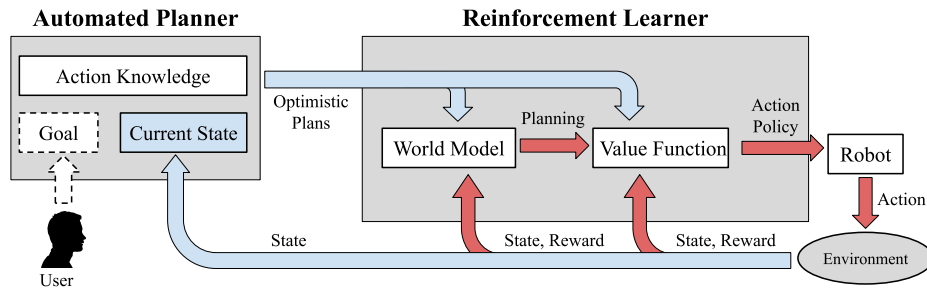 Automated Planner
Reinforcement Learner
Action Knowledge
Goal
Current State
Optimistic
Plans
World Model
Planning
Value Function
Action
Policy
Robot
Action
State
State, Reward
State, Reward
Environment
User